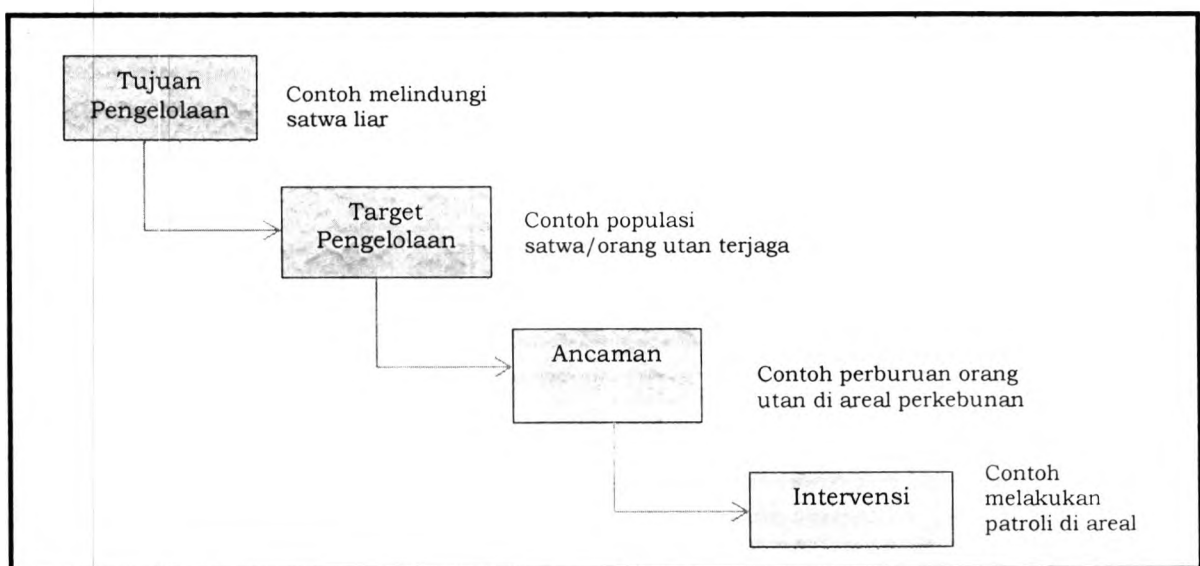 Tujuan
Pengelolaan
Contoh melindungi
satwa liar
Target
Pengelolaan
Contoh populasi
satwa/orang utan terjaga
Ancaman
Contoh perburuan orang
utan di areal perkebunan
Intervensi
Contoh
melakukan
patroli di areal